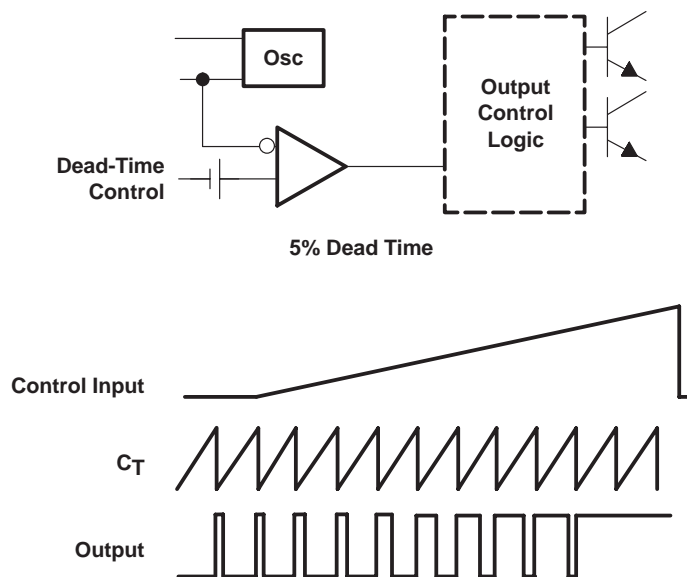 Osc
Output
Control
Logic
Dead-Time
Control
5% Dead Time
Control Input
CT
Output